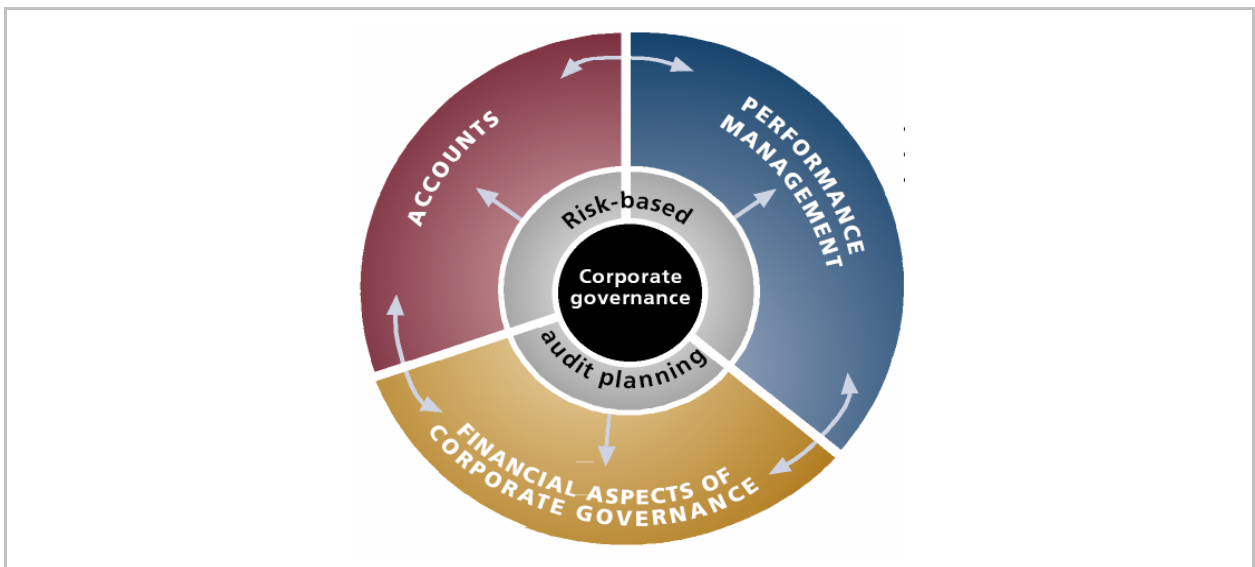 ACCOUNTS
PERFORMANCE
MANAGEMENT
Risk-based
Corporate
governance
audit planning
FINANCIAL ASPECTS OF
CORPORATE GOVERNANCE